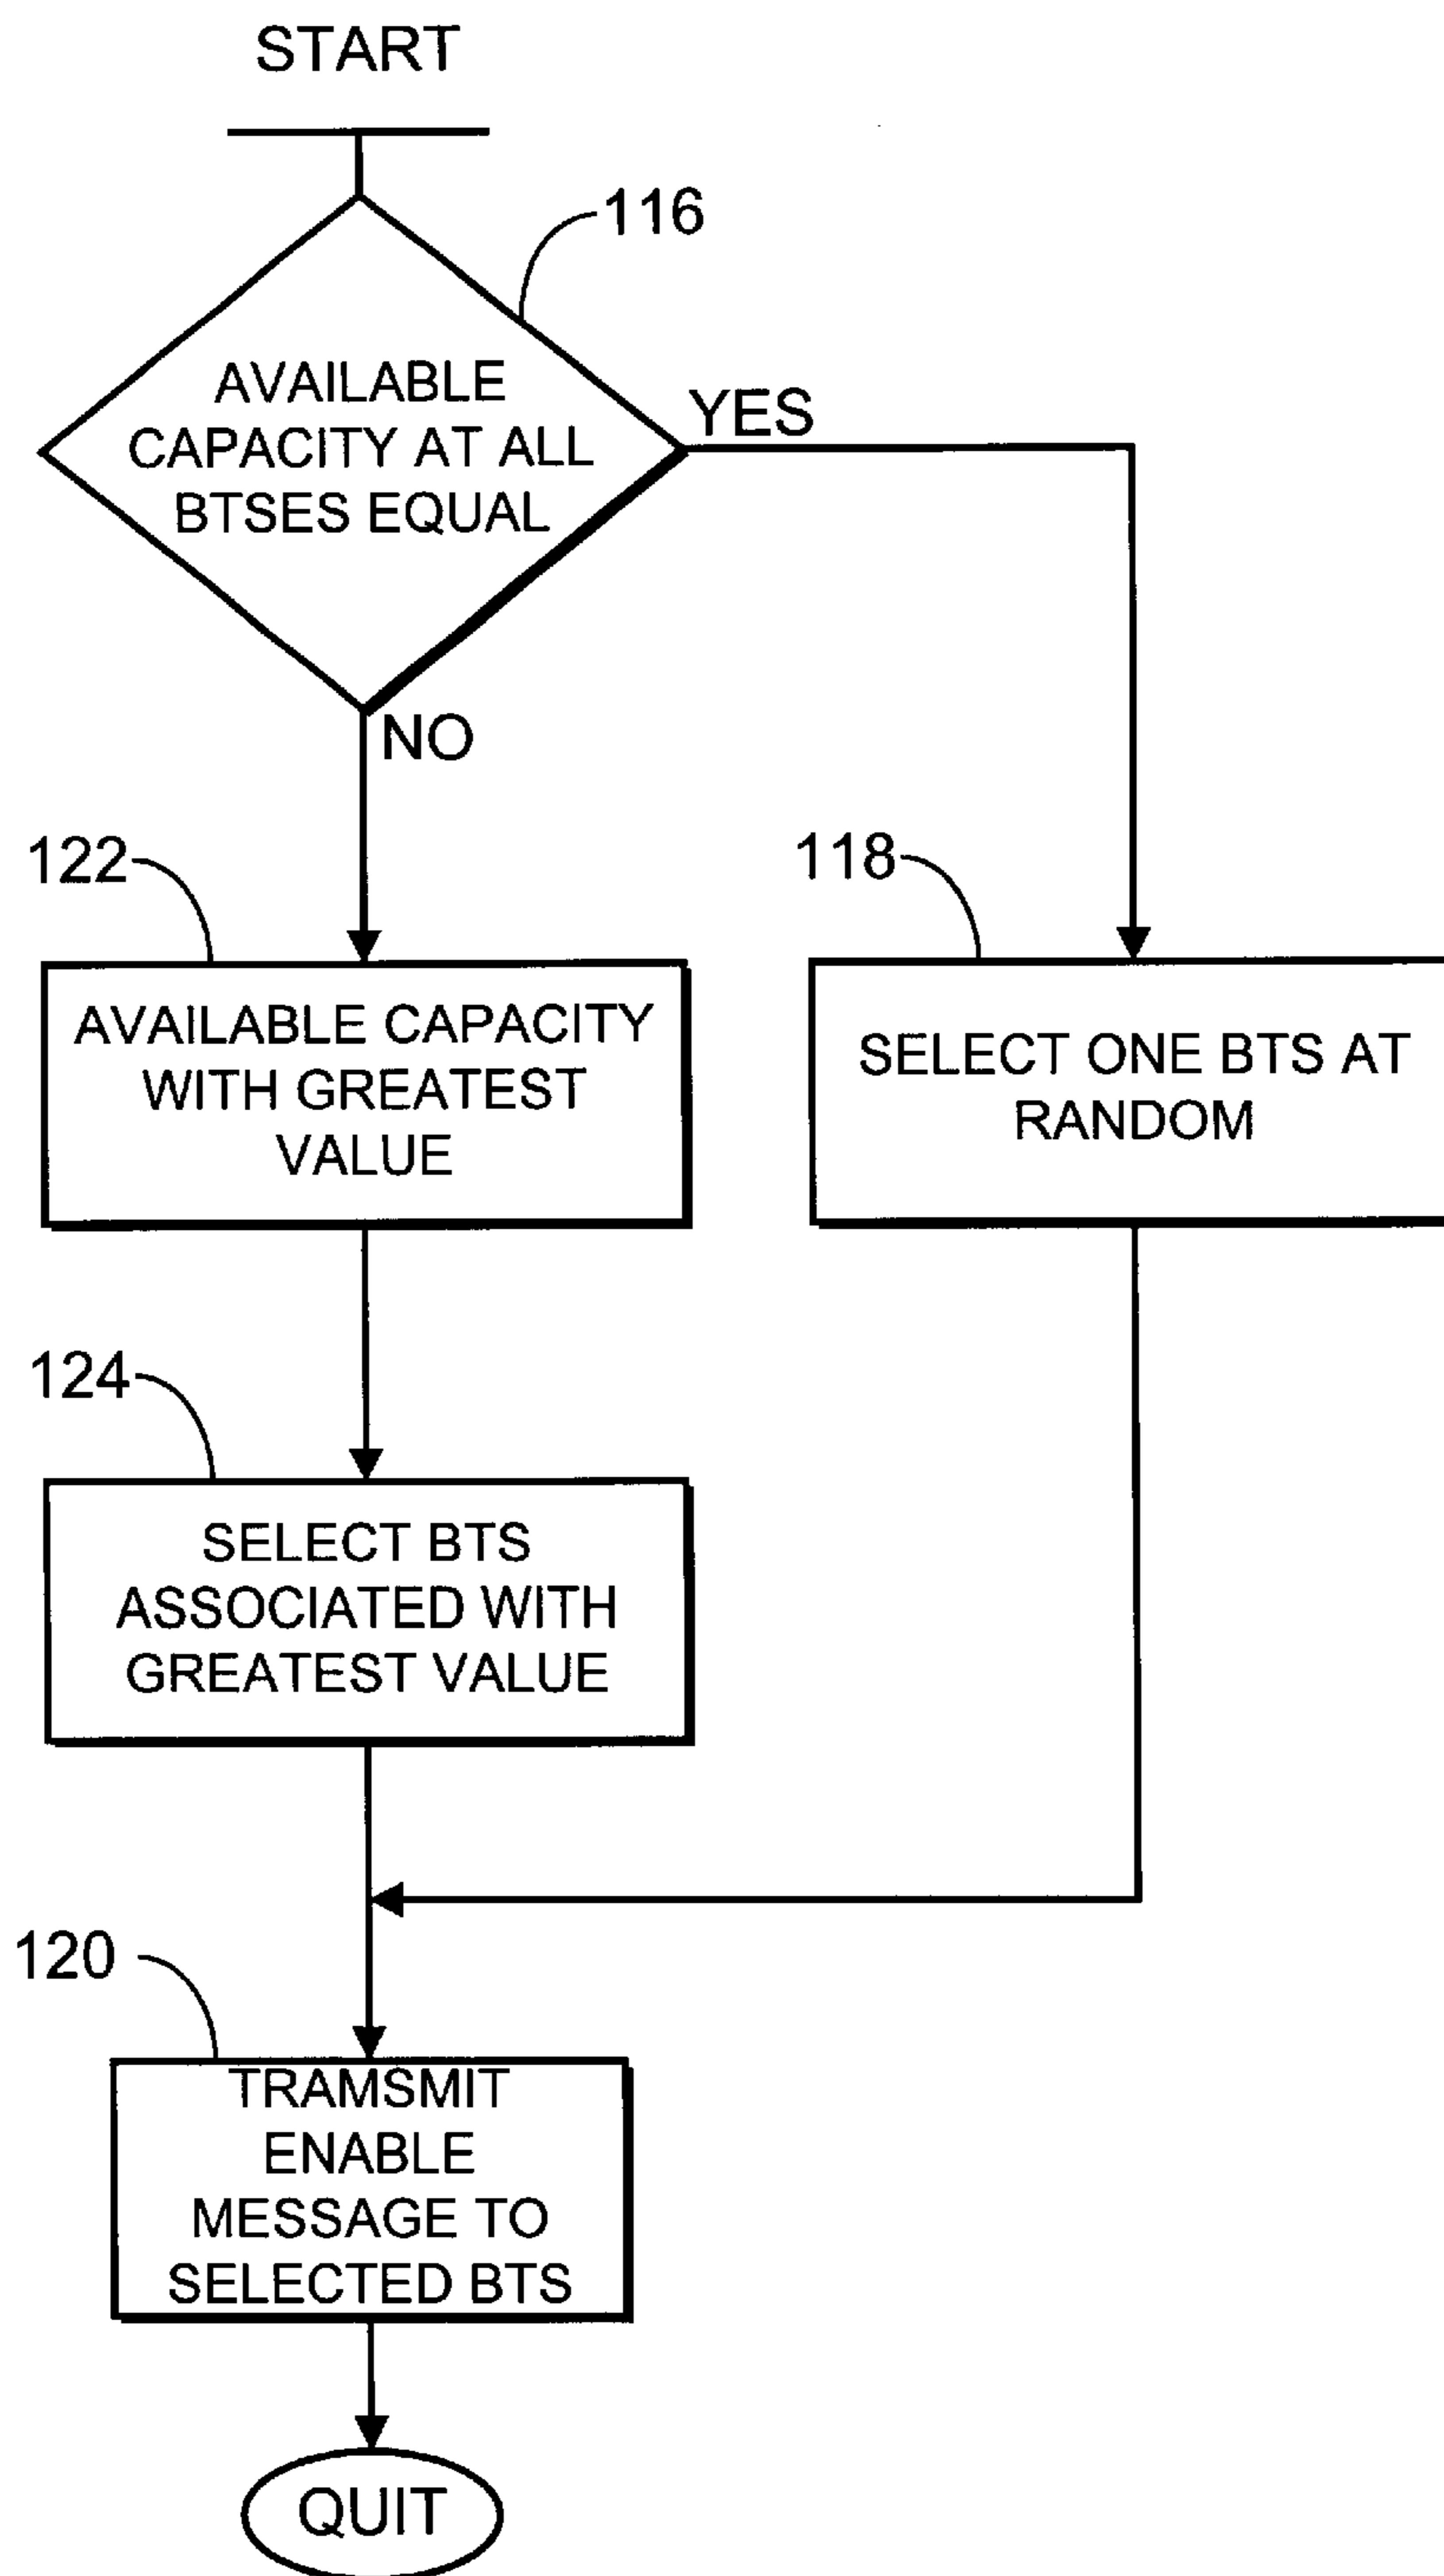 START
116
AVAILABLE
CAPACITY AT ALL
BTSES EQUAL
YES
NO
122
AVAILABLE CAPACITY
WITH GREATEST
VALUE
118
SELECT ONE BTS AT
RANDOM
124
SELECT BTS
ASSOCIATED WITH
GREATEST VALUE
120
TRAMSMIT
ENABLE
MESSAGE TO
SELECTED BTS
QUIT